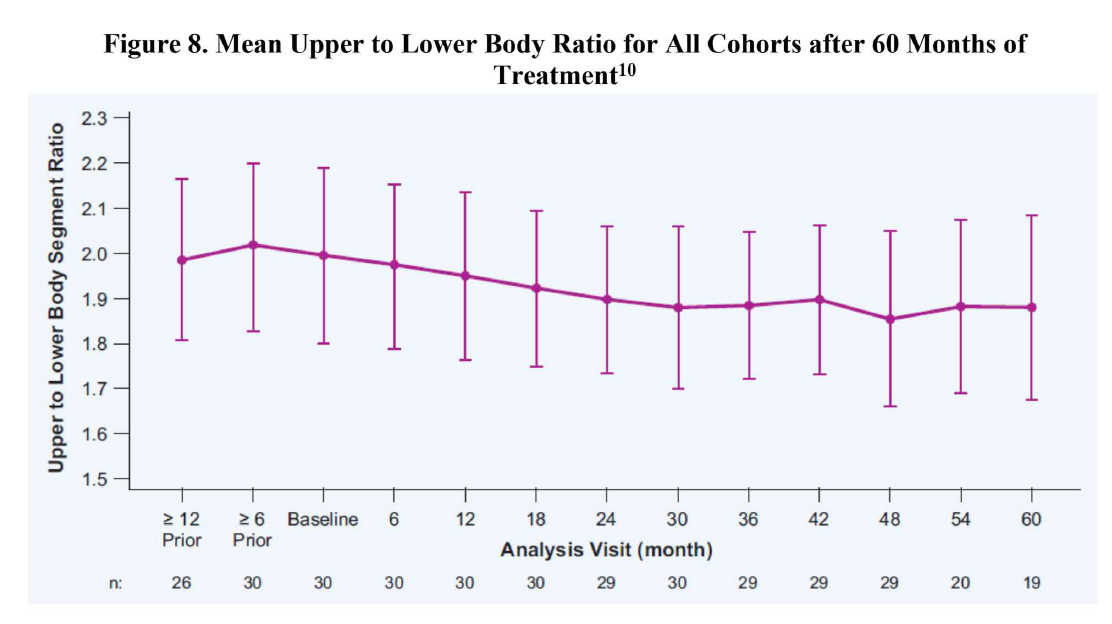 Figure 8. Mean Upper to Lower Body Ratio for All Cohorts after 60 Months of
Treatment10
Upper to Lower Body Segment Ratio
2.3
2.2
2.1
2.0
1.9
1.8
1.7
1.6
1.5
≥ 12 ≥ 6 Baseline 6 12 18 24 30 36 42 48 54 60
Prior Prior
Analysis Visit (month)
n: 26 30 30 30 30 30 29 30 29 29 29 20 19